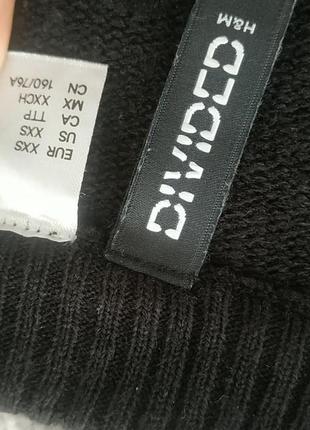 H&M
DIVIDED
EUR XXS
US XXS
CA TTP
MX XXCH
CN 160/76A